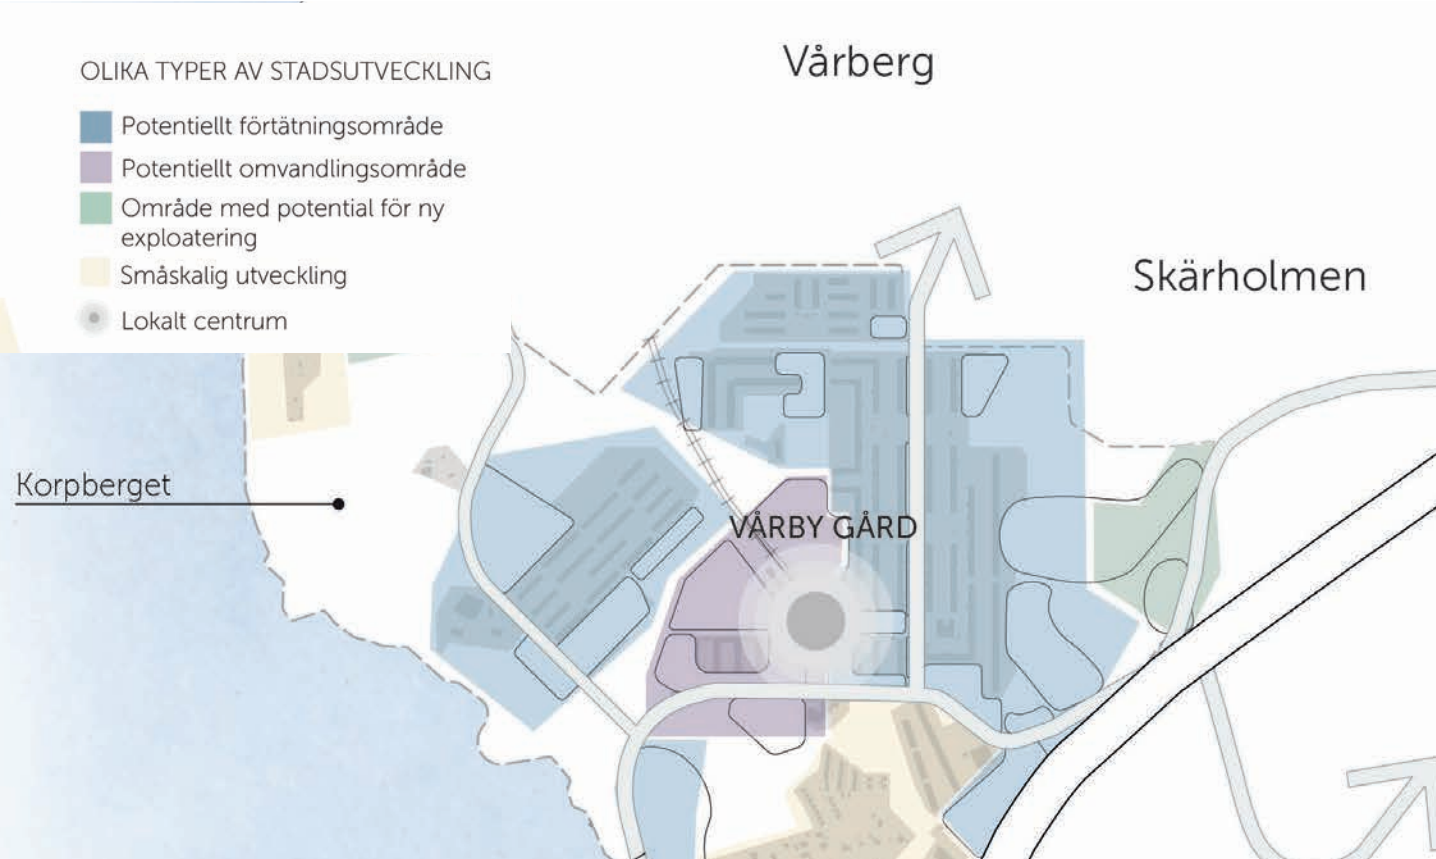 Vårberg
OLIKA TYPER AV STADSUTVECKLING
Potentiellt förtätningsområde
Potentiellt omvandlingsområde
Område med potential för ny
exploatering
Småskalig utveckling
Lokalt centrum
Skärholmen
Korpberget
VÅRBY GÅRD